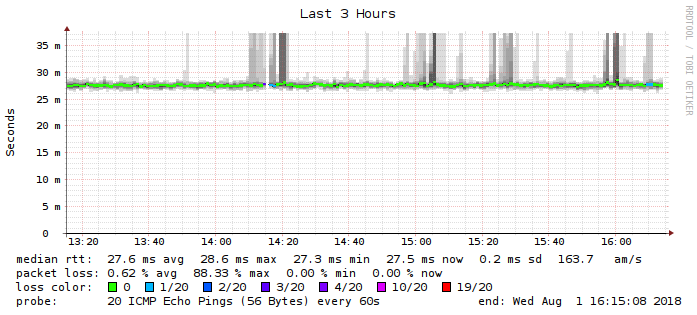 Last 3 Hours
RRDTOOL / TOBI OETIKER
Seconds
35 m
30 m
25 m
20 m
15 m
10 m
5 m
0
13:20 13:40 14:00 14:20 14:40 15:00 15:20 15:40 16:00
median rtt: 27.6 ms avg 28.6 ms max 27.3 ms min 27.5 ms now 0.2 ms sd 163.7 am/s
packet loss: 0.62 % avg 88.33 % max 0.00 % min 0.00 % now
loss color: 0 1/20 2/20 3/20 4/20 10/20 19/20
probe: 20 ICMP Echo Pings (56 Bytes) every 60s end: Wed Aug 1 16:15:08 2018